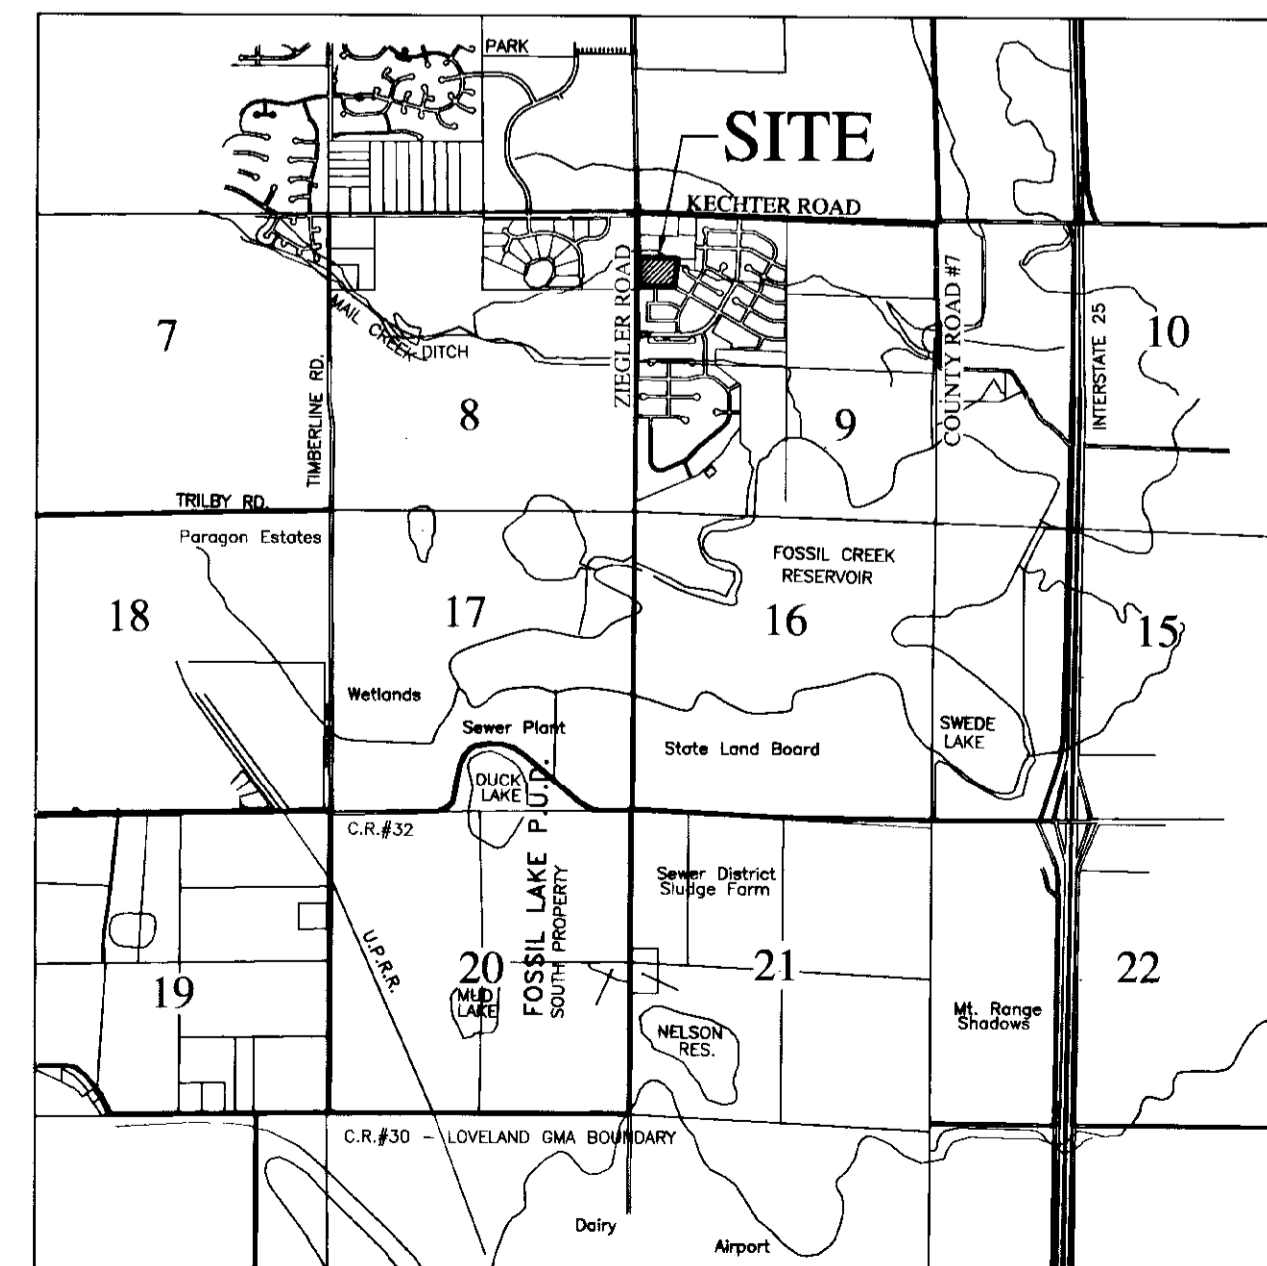 PARK
SITE
KECHTER ROAD
7
TIMBERLINE RD.
MAIL CREEK DITCH
8
ZIEGLER ROAD
9
COUNTY ROAD #7
INTERSTATE 25
10
TRILBY RD.
Paragon Estates
18
17
FOSSIL CREEK
RESERVOIR
16
15
Wetlands
Sewer Plant
State Land Board
SWEDE
LAKE
DUCK
LAKE
C.R.#32
FOSSIL LAKE P.U.D.
SOUTH PROPERTY
Sewer District
Sludge Farm
U.P.R.R.
19
20
21
22
MUD
LAKE
NELSON
RES.
Mt. Range
Shadows
C.R.#30 – LOVELAND GMA BOUNDARY
Dairy
Airport